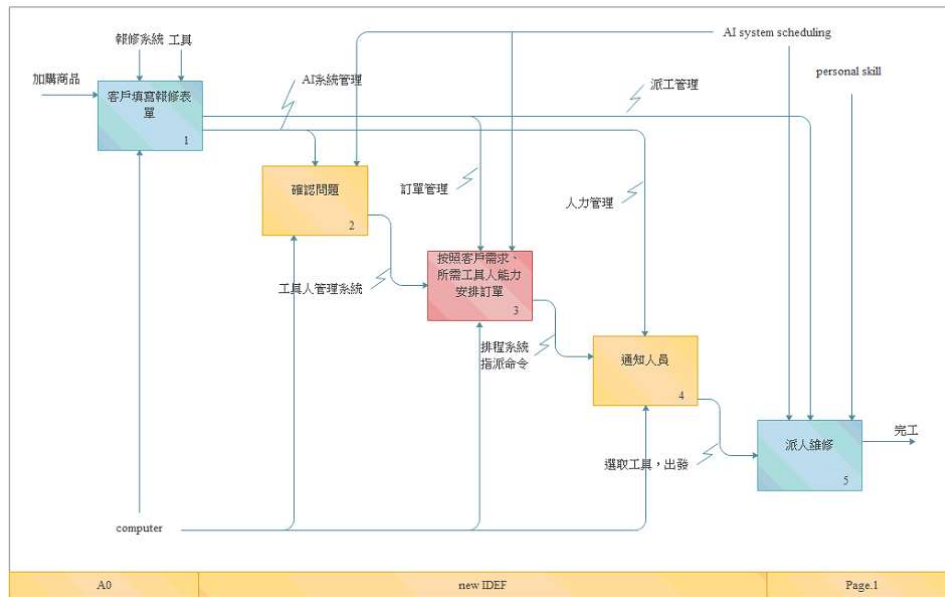 報修系統 工具
AI system scheduling
加購商品
AI系統管理
派工管理
personal skill
客戶填寫報修表
單
1
確認問題
2
訂單管理
人力管理
按照客戶需求、
所需工具人能力
安排訂單
3
工具人管理系統
排程系統
指派命令
通知人員
4
選取工具，出發
派人維修
5
完工
computer
A0
new IDEF
Page.1